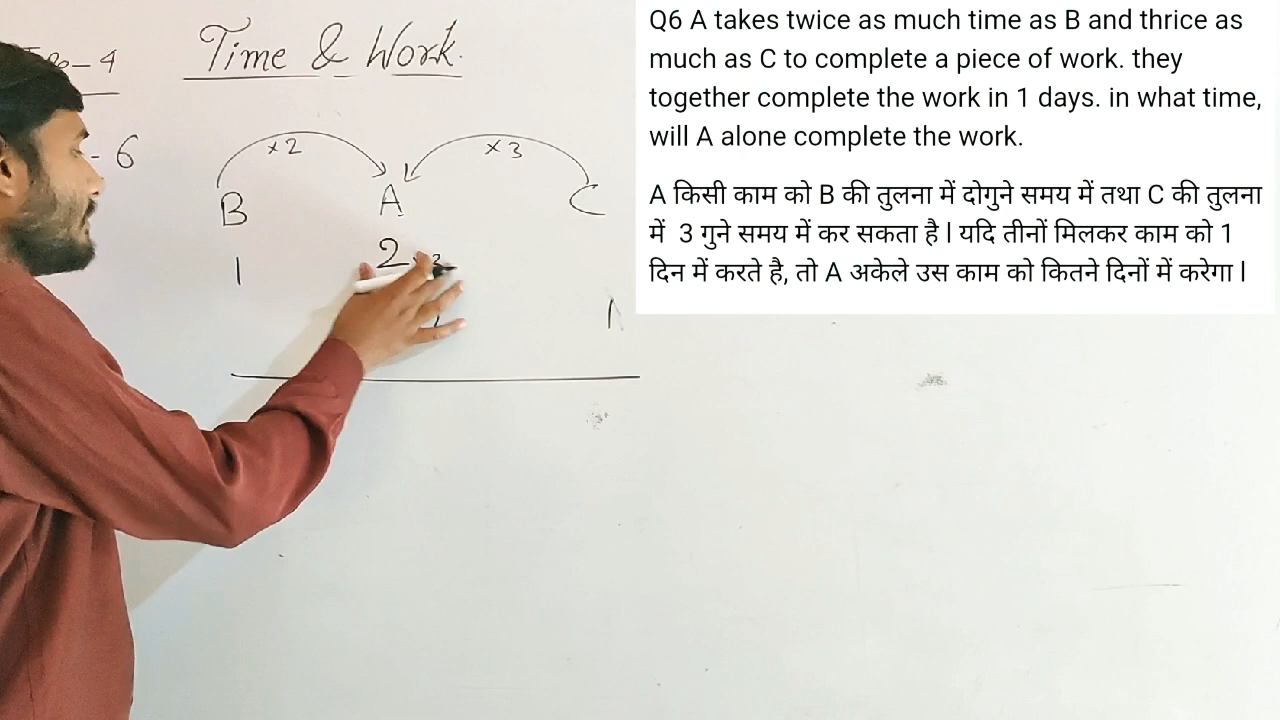 - 4
Time & Work.
- 6
×2
×3
B
A
C
1
2
Q6 A takes twice as much time as B and thrice as
much as C to complete a piece of work. they
together complete the work in 1 days. in what time,
will A alone complete the work.
A किसी काम को B की तुलना में दोगुने समय में तथा C की तुलना
में 3 गुने समय में कर सकता है l यदि तीनों मिलकर काम को 1
दिन में करते है, तो A अकेले उस काम को कितने दिनों में करेगा l